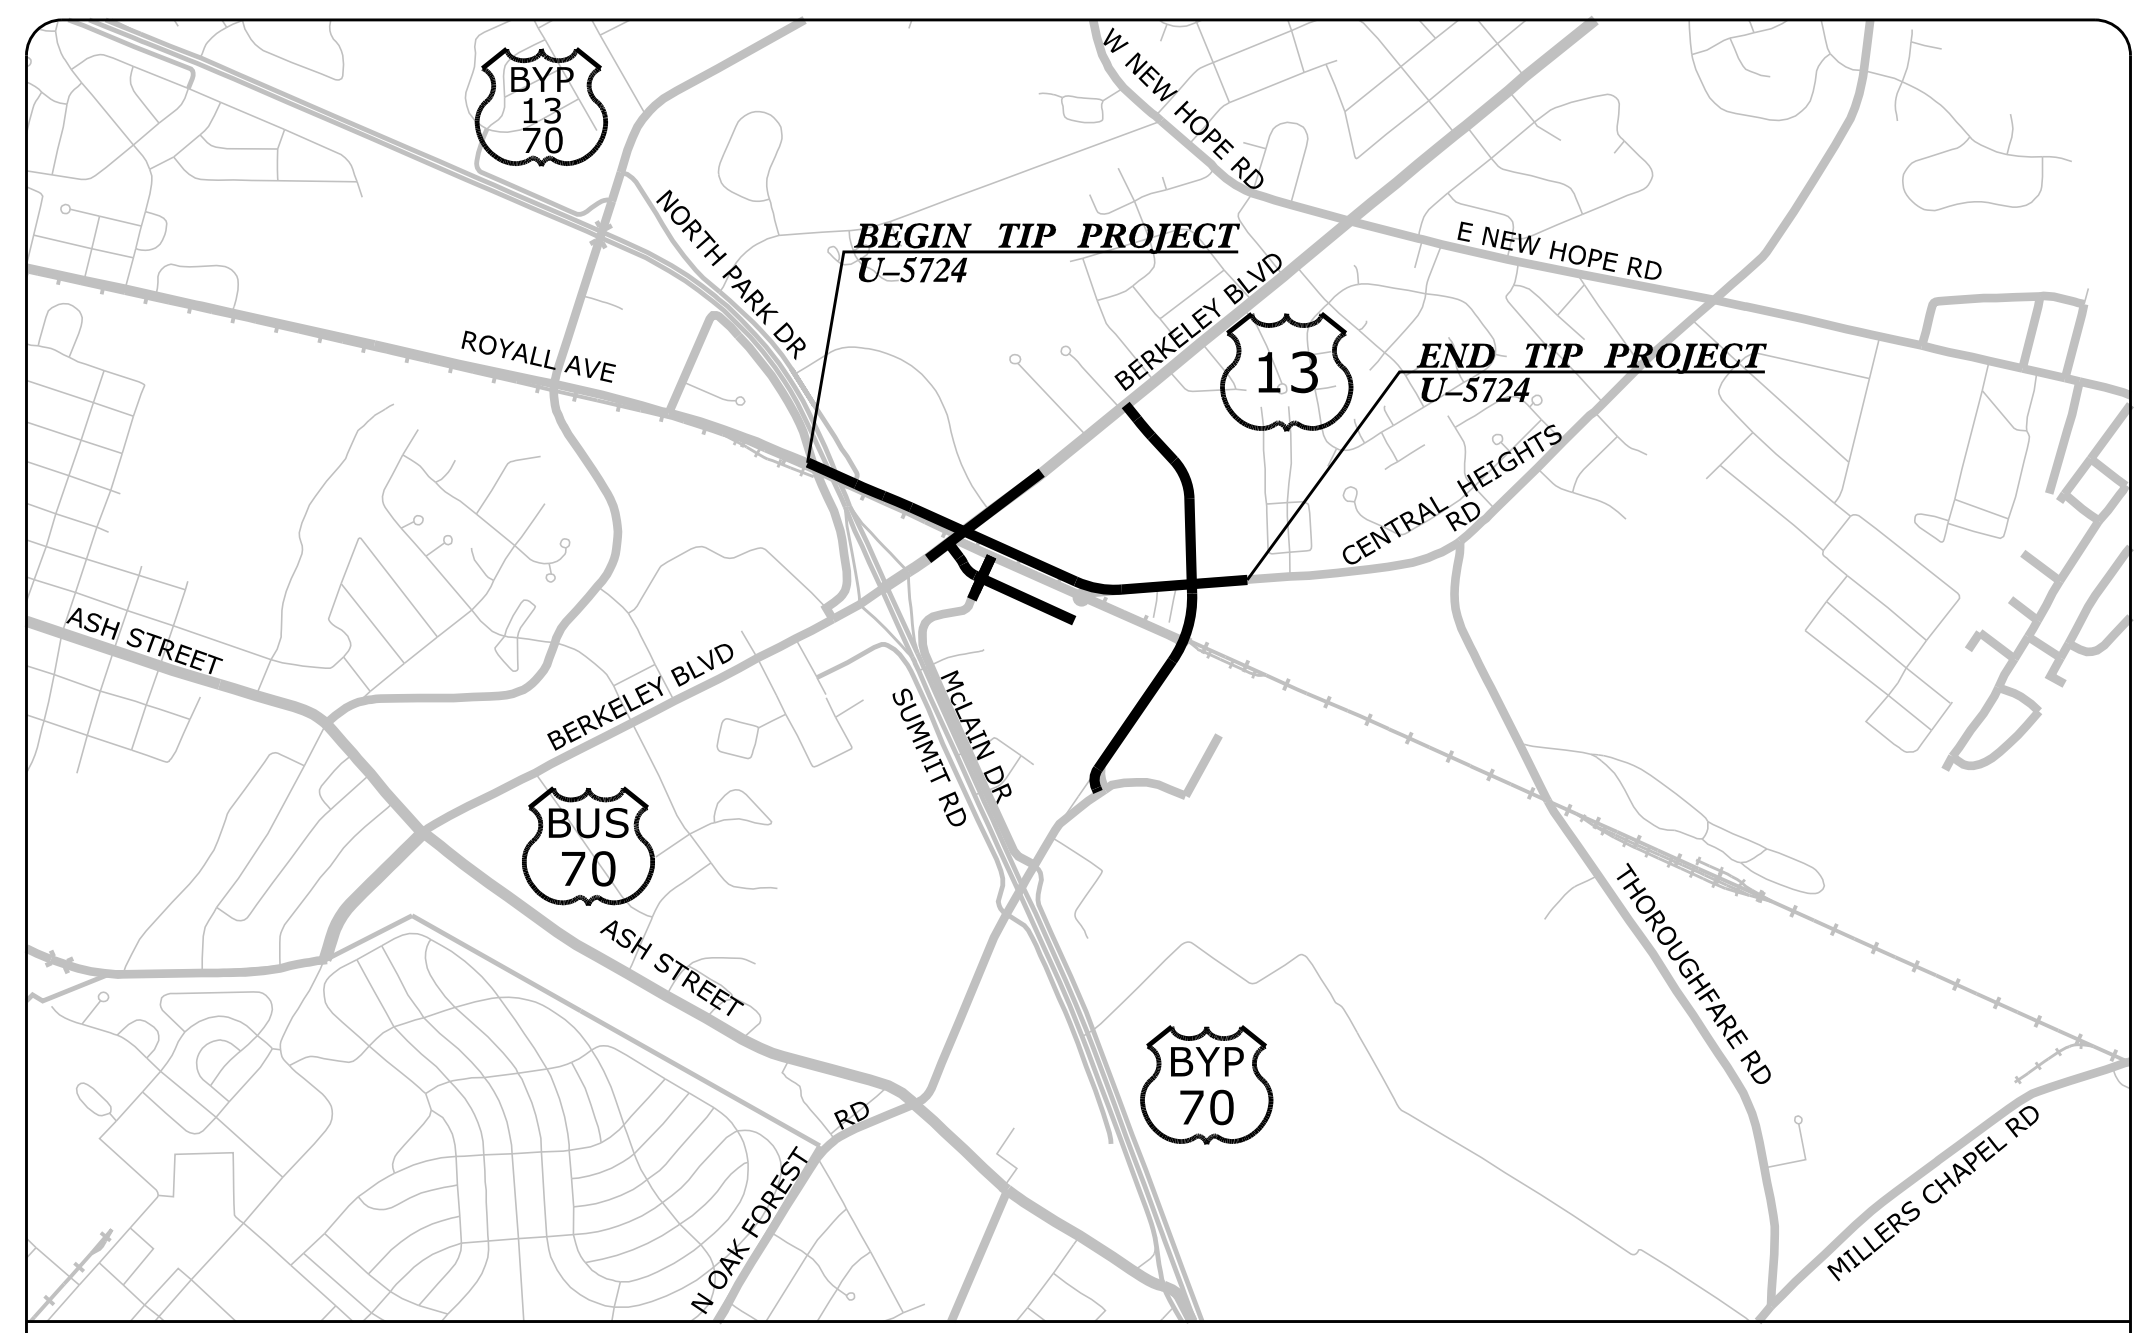 BYP
13
70
W NEW HOPE RD
NORTH PARK DR
BEGIN TIP PROJECT
U–5724
E NEW HOPE RD
BERKELEY BLVD
13
ROYALL AVE
END TIP PROJECT
U–5724
CENTRAL HEIGHTS
RD
ASH STREET
BERKELEY BLVD
McLAIN DR
SUMMIT RD
BUS
70
ASH STREET
THOROUGHFARE RD
BYP
70
RD
N OAK FOREST
MILLERS CHAPEL RD